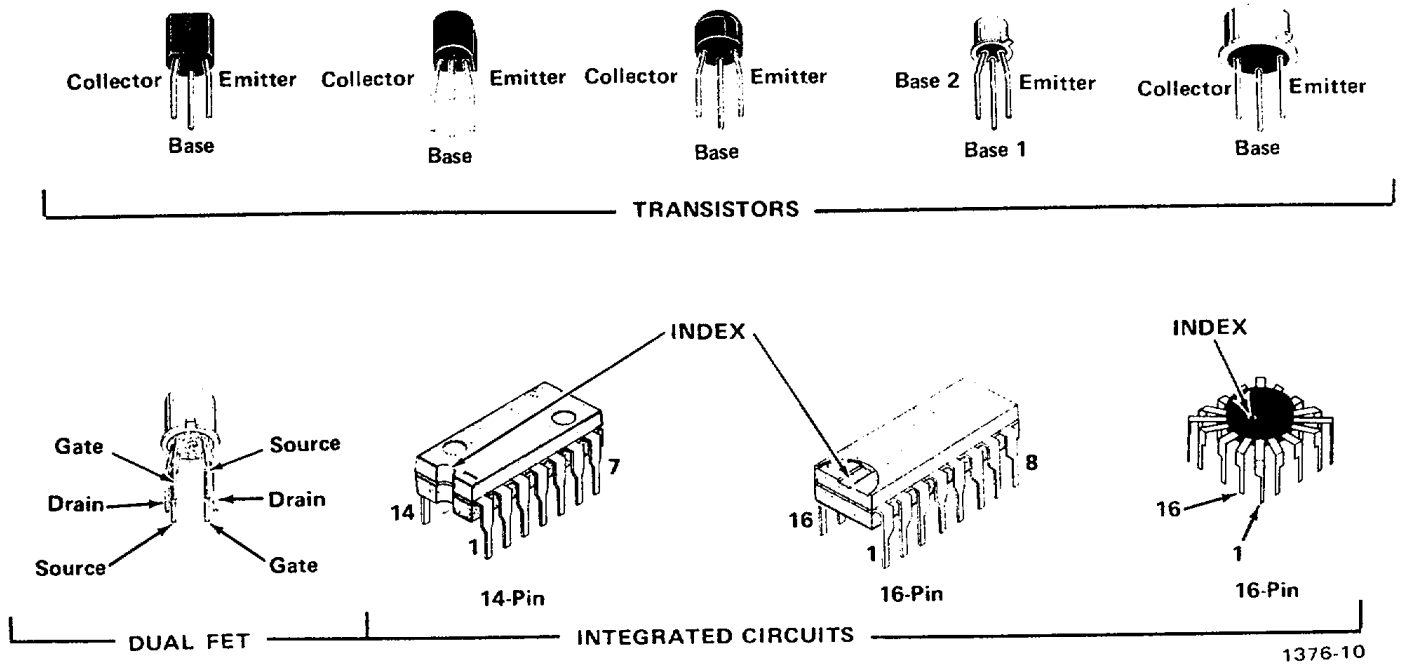 Collector Emitter Collector Emitter Collector Emitter Base 2 Emitter Collector Emitter
Base Base Base Base 1 Base
TRANSISTORS
INDEX INDEX
Gate Source
Drain Drain
Source Gate
14 1 7
16 1 8
16 1
14-Pin 16-Pin 16-Pin
DUAL FET INTEGRATED CIRCUITS
1376-10